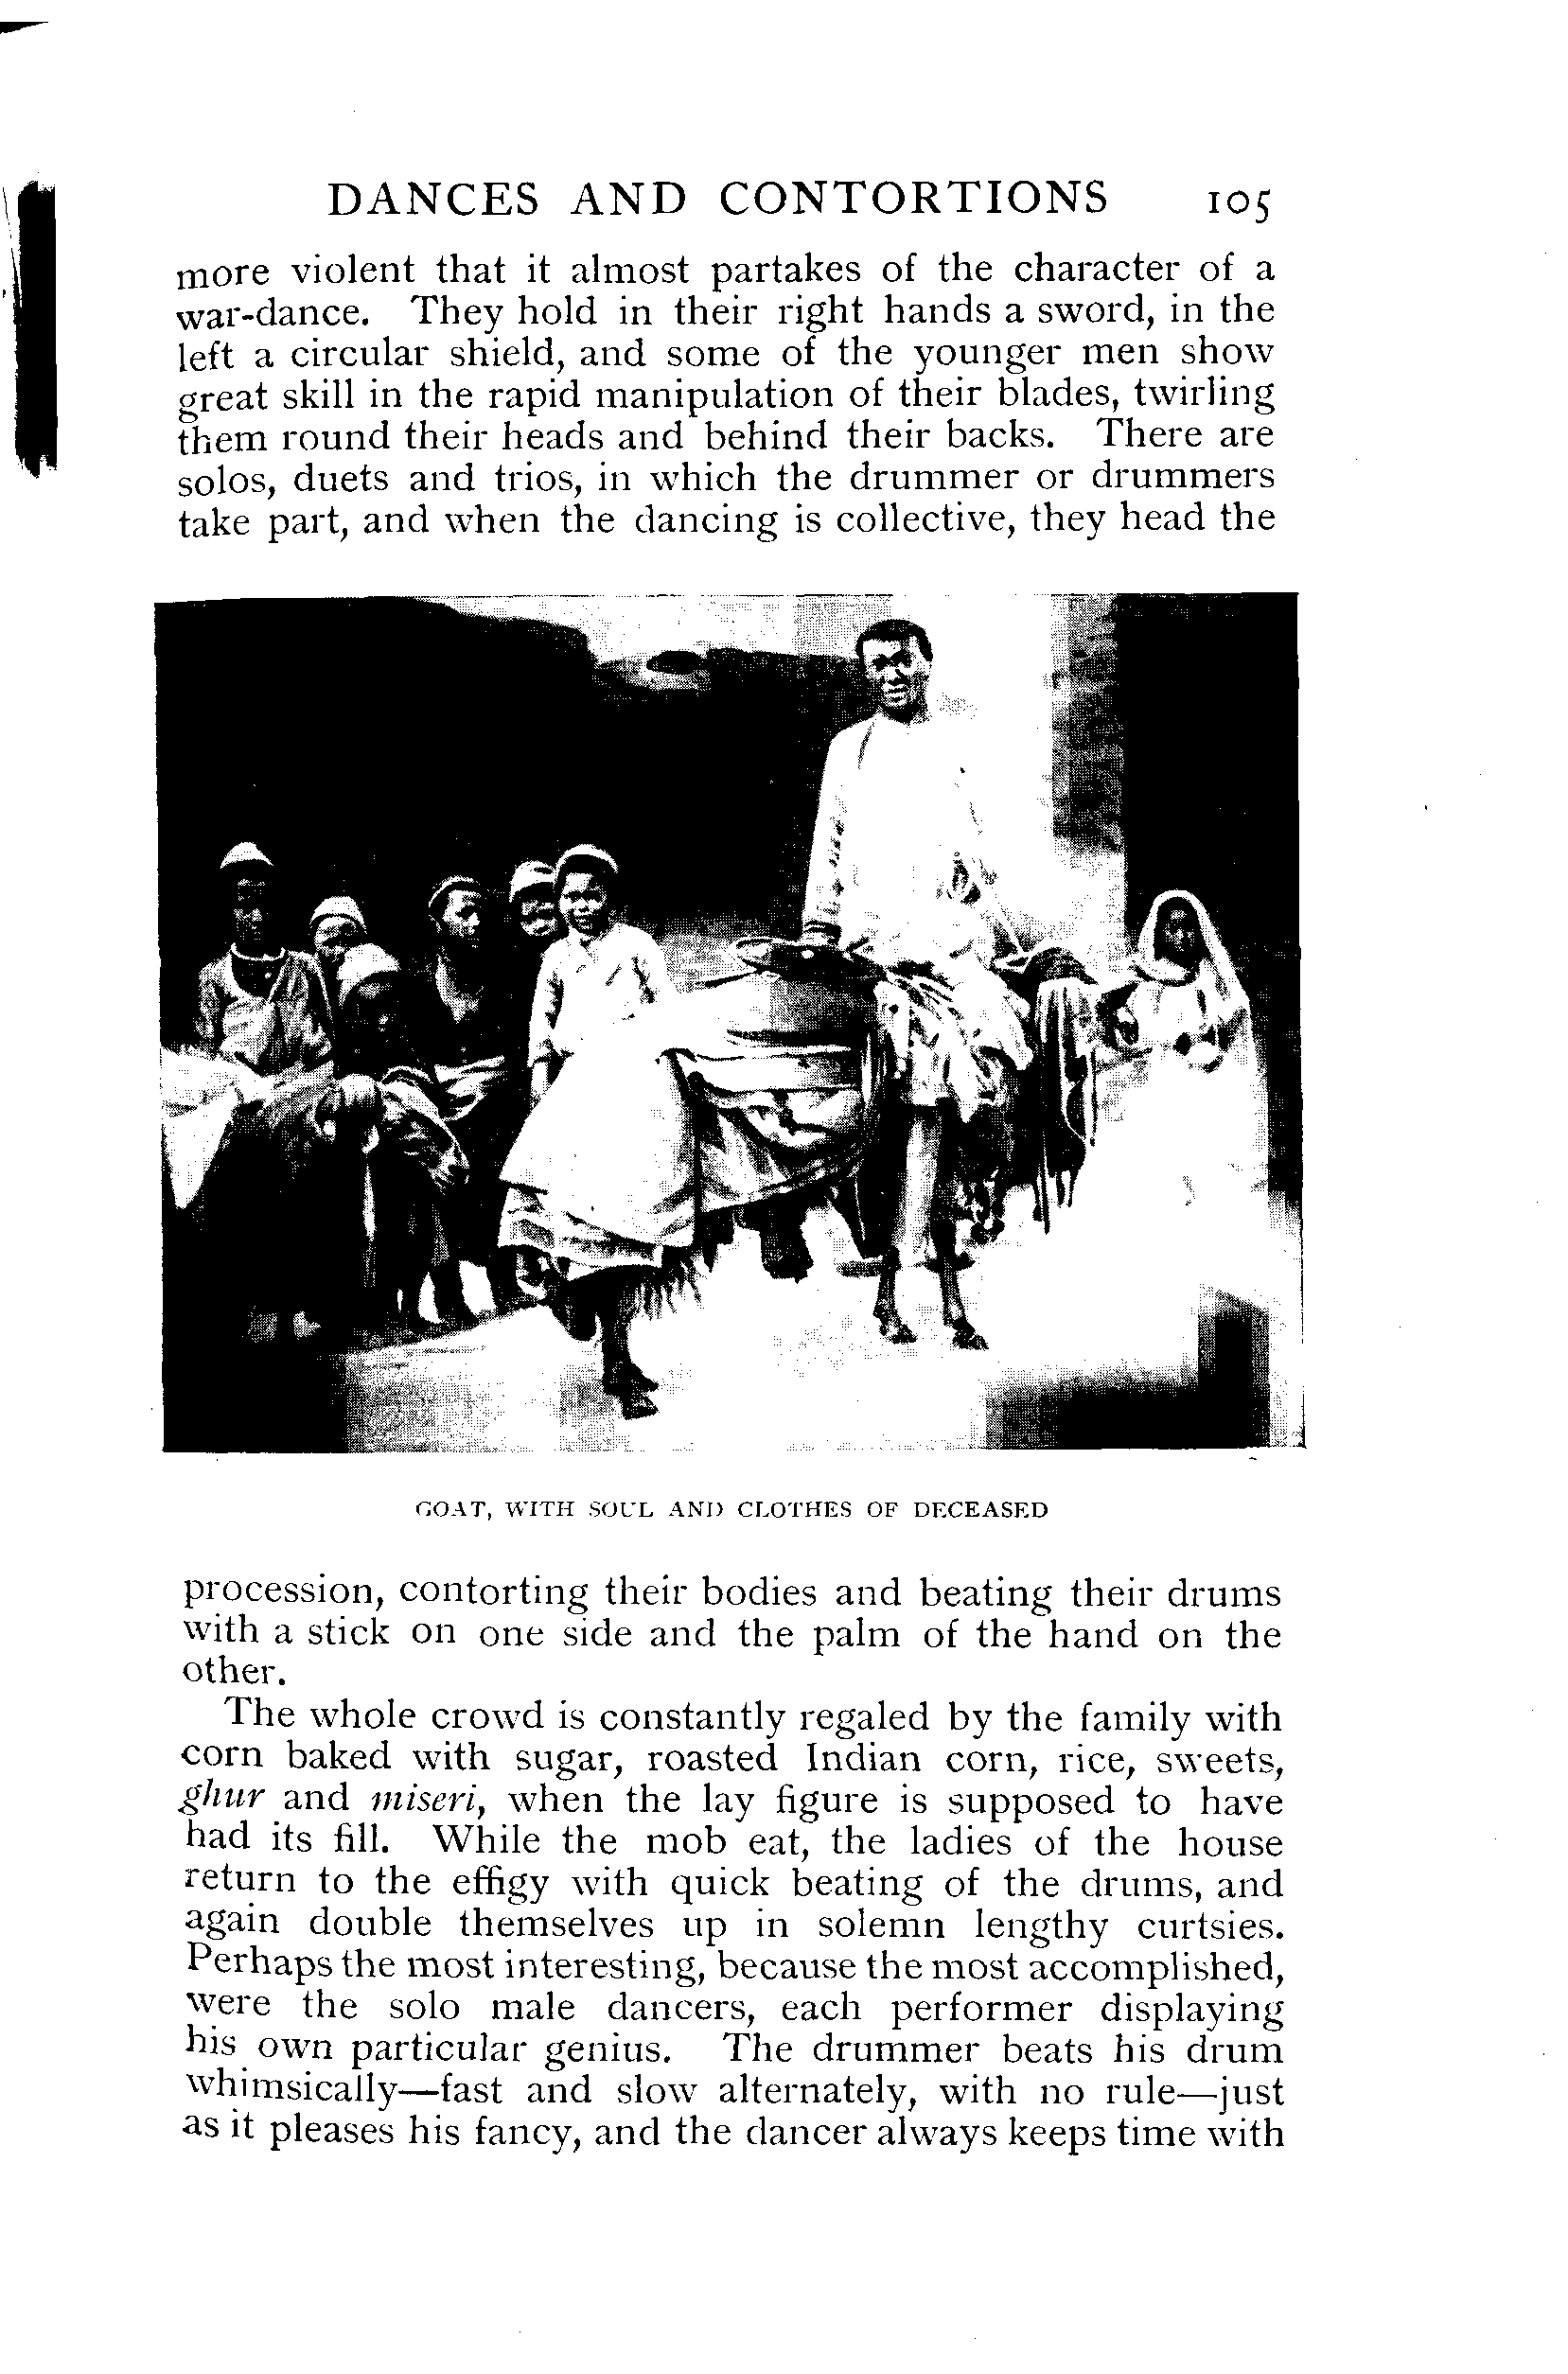 DANCES AND CONTORTIONS 105
more violent that it almost partakes of the character of a
war-dance. They hold in their right hands a sword, in the
left a circular shield, and some of the younger men show
great skill in the rapid manipulation of their blades, twirling
them round their heads and behind their backs. There are
solos, duets and trios, in which the drummer or drummers
take part, and when the dancing is collective, they head the
GOAT, WITH SOUL AND CLOTHES OF DECEASED
procession, contorting their bodies and beating their drums
with a stick on one side and the palm of the hand on the
other.
The whole crowd is constantly regaled by the family with
corn baked with sugar, roasted Indian corn, rice, sweets,
ghur and miseri, when the lay figure is supposed to have
had its fill. While the mob eat, the ladies of the house
return to the effigy with quick beating of the drums, and
again double themselves up in solemn lengthy curtsies.
Perhaps the most interesting, because the most accomplished,
were the solo male dancers, each performer displaying
his own particular genius. The drummer beats his drum
whimsically—fast and slow alternately, with no rule—just
as it pleases his fancy, and the dancer always keeps time with